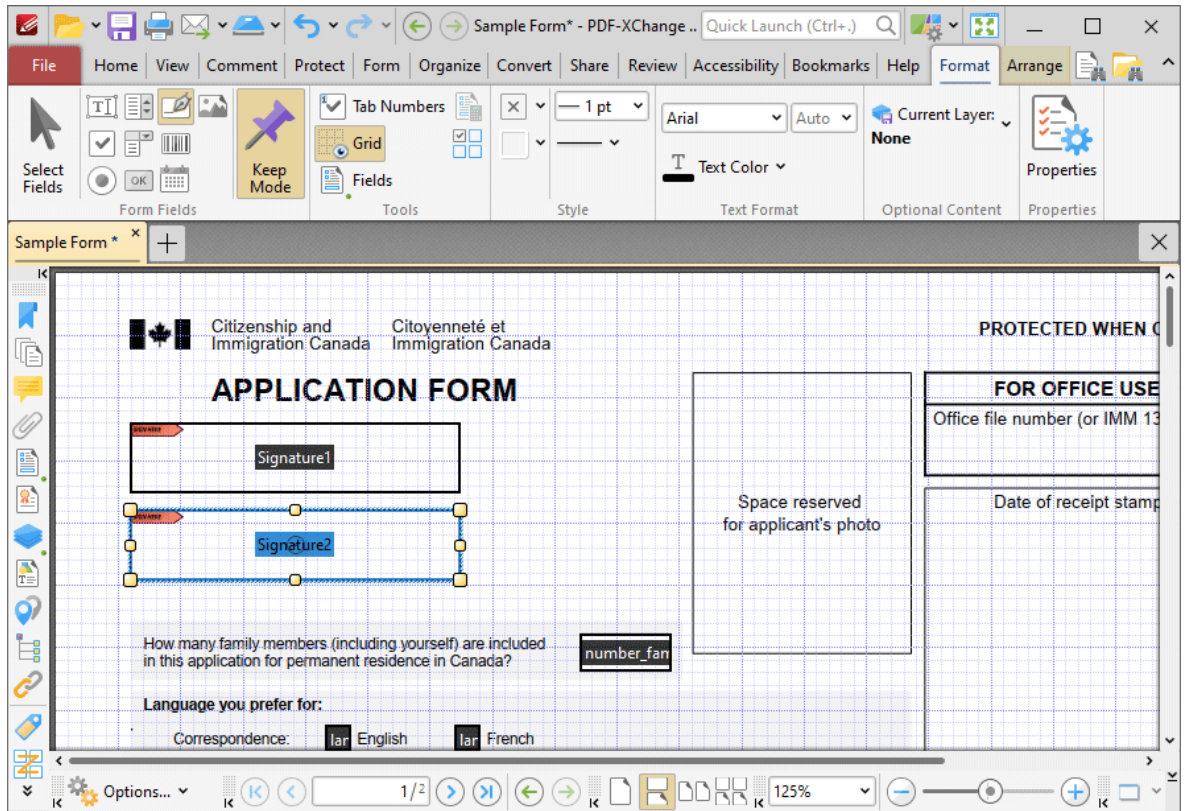 Sample Form* - PDF-XChange ..
Quick Launch (Ctrl+.)
File
Home
View
Comment
Protect
Form
Organize
Convert
Share
Review
Accessibility
Bookmarks
Help
Format
Arrange
Select
Fields
OK
Keep
Mode
Tab Numbers
Grid
Fields
1 pt
Arial
Auto
Text Color
Current Layer:
None
Properties
Form Fields
Tools
Style
Text Format
Optional Content
Properties
Sample Form *
Citizenship and
Immigration Canada
Citoyenneté et
Immigration Canada
PROTECTED WHEN
APPLICATION FORM
FOR OFFICE USE
Office file number (or IMM 13
Signature1
Signature2
Space reserved
for applicant's photo
Date of receipt stamp
How many family members (including yourself) are included
in this application for permanent residence in Canada?
number_fam
Language you prefer for:
Correspondence:
lar
English
lar
French
Options...
1/2
125%